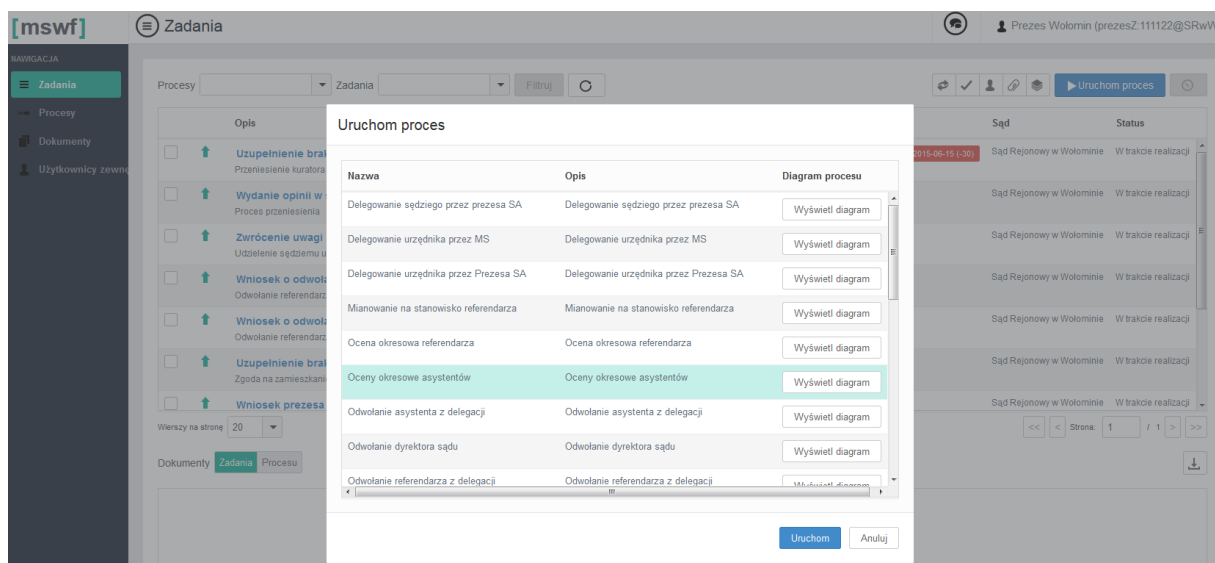 [mswf]
Zadania
Prezes Wołomin (prezesZ.111122@SRwW
NAWIGACJA
Zadania
Procesy
Dokumenty
Użytkownicy zewnę
Procesy
Zadania
Filtruj
Uruchom proces
Opis
Sąd
Status
Uzupełnienie brak
Przeniesienie kuratora
2015-06-15 (-30)
Sąd Rejonowy w Wołominie
W trakcie realizacji
Wydanie opinii w s
Proces przeniesienia
Sąd Rejonowy w Wołominie
W trakcie realizacji
Zwrócenie uwagi
Udzielenie sędziemu u
Sąd Rejonowy w Wołominie
W trakcie realizacji
Wniosek o odwoła
Odwołanie referendarz
Sąd Rejonowy w Wołominie
W trakcie realizacji
Wniosek o odwoła
Odwołanie referendarz
Sąd Rejonowy w Wołominie
W trakcie realizacji
Uzupełnienie brak
Zgoda na zamieszkani
Sąd Rejonowy w Wołominie
W trakcie realizacji
Wniosek prezesa
Sąd Rejonowy w Wołominie
W trakcie realizacji
Wierszy na stronę 20
<< < Strona: 1 / 1 > >>
Dokumenty Zadania Procesu
Uruchom proces
Nazwa Opis Diagram procesu
Delegowanie sędziego przez prezesa SA Delegowanie sędziego przez prezesa SA Wyświetl diagram
Delegowanie urzędnika przez MS Delegowanie urzędnika przez MS Wyświetl diagram
Delegowanie urzędnika przez Prezesa SA Delegowanie urzędnika przez Prezesa SA Wyświetl diagram
Mianowanie na stanowisko referendarza Mianowanie na stanowisko referendarza Wyświetl diagram
Ocena okresowa referendarza Ocena okresowa referendarza Wyświetl diagram
Oceny okresowe asystentów Oceny okresowe asystentów Wyświetl diagram
Odwołanie asystenta z delegacji Odwołanie asystenta z delegacji Wyświetl diagram
Odwołanie dyrektora sądu Odwołanie dyrektora sądu Wyświetl diagram
Odwołanie referendarza z delegacji Odwołanie referendarza z delegacji Wyświetl diagram
Uruchom Anuluj